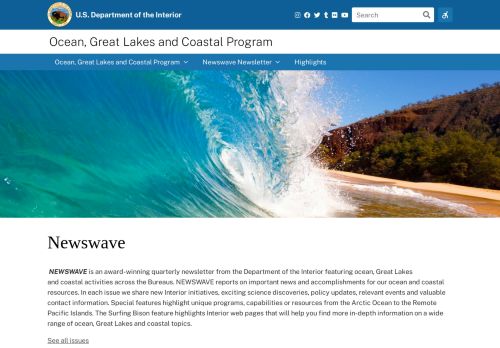 U.S. Department of the Interior
Search
Ocean, Great Lakes and Coastal Program
Ocean, Great Lakes and Coastal Program
Newswave Newsletter
Highlights
Newswave
NEWSWAVE is an award-winning quarterly newsletter from the Department of the Interior featuring ocean, Great Lakes
and coastal activities across the Bureaus. NEWSWAVE reports on important news and accomplishments for our ocean and coastal
resources. In each issue we share new Interior initiatives, exciting science discoveries, policy updates, relevant events and valuable
contact information. Special features highlight unique programs, capabilities or resources from the Arctic Ocean to the Remote
Pacific Islands. The Surfing Bison feature highlights Interior web pages that will help you find more in-depth information on a wide
range of ocean, Great Lakes and coastal topics.
See all issues